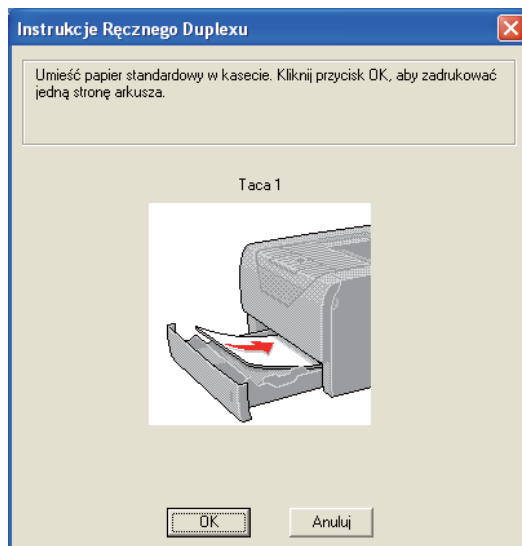 Instrukcje Ręcznego Duplexu
Umieść papier standardowy w kasecie. Kliknij przycisk OK, aby zadrukować
jedną stronę arkusza.
Taca 1
OK
Anuluj